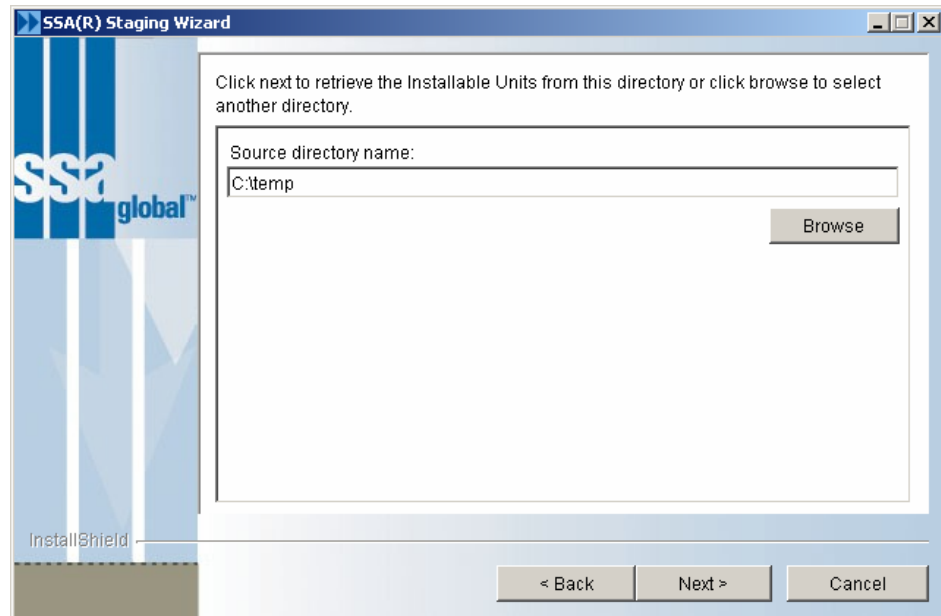 SSA(R) Staging Wizard
Click next to retrieve the Installable Units from this directory or click browse to select
another directory.
Source directory name:
C:\temp
Browse
ssa
global™
InstallShield
< Back
Next >
Cancel